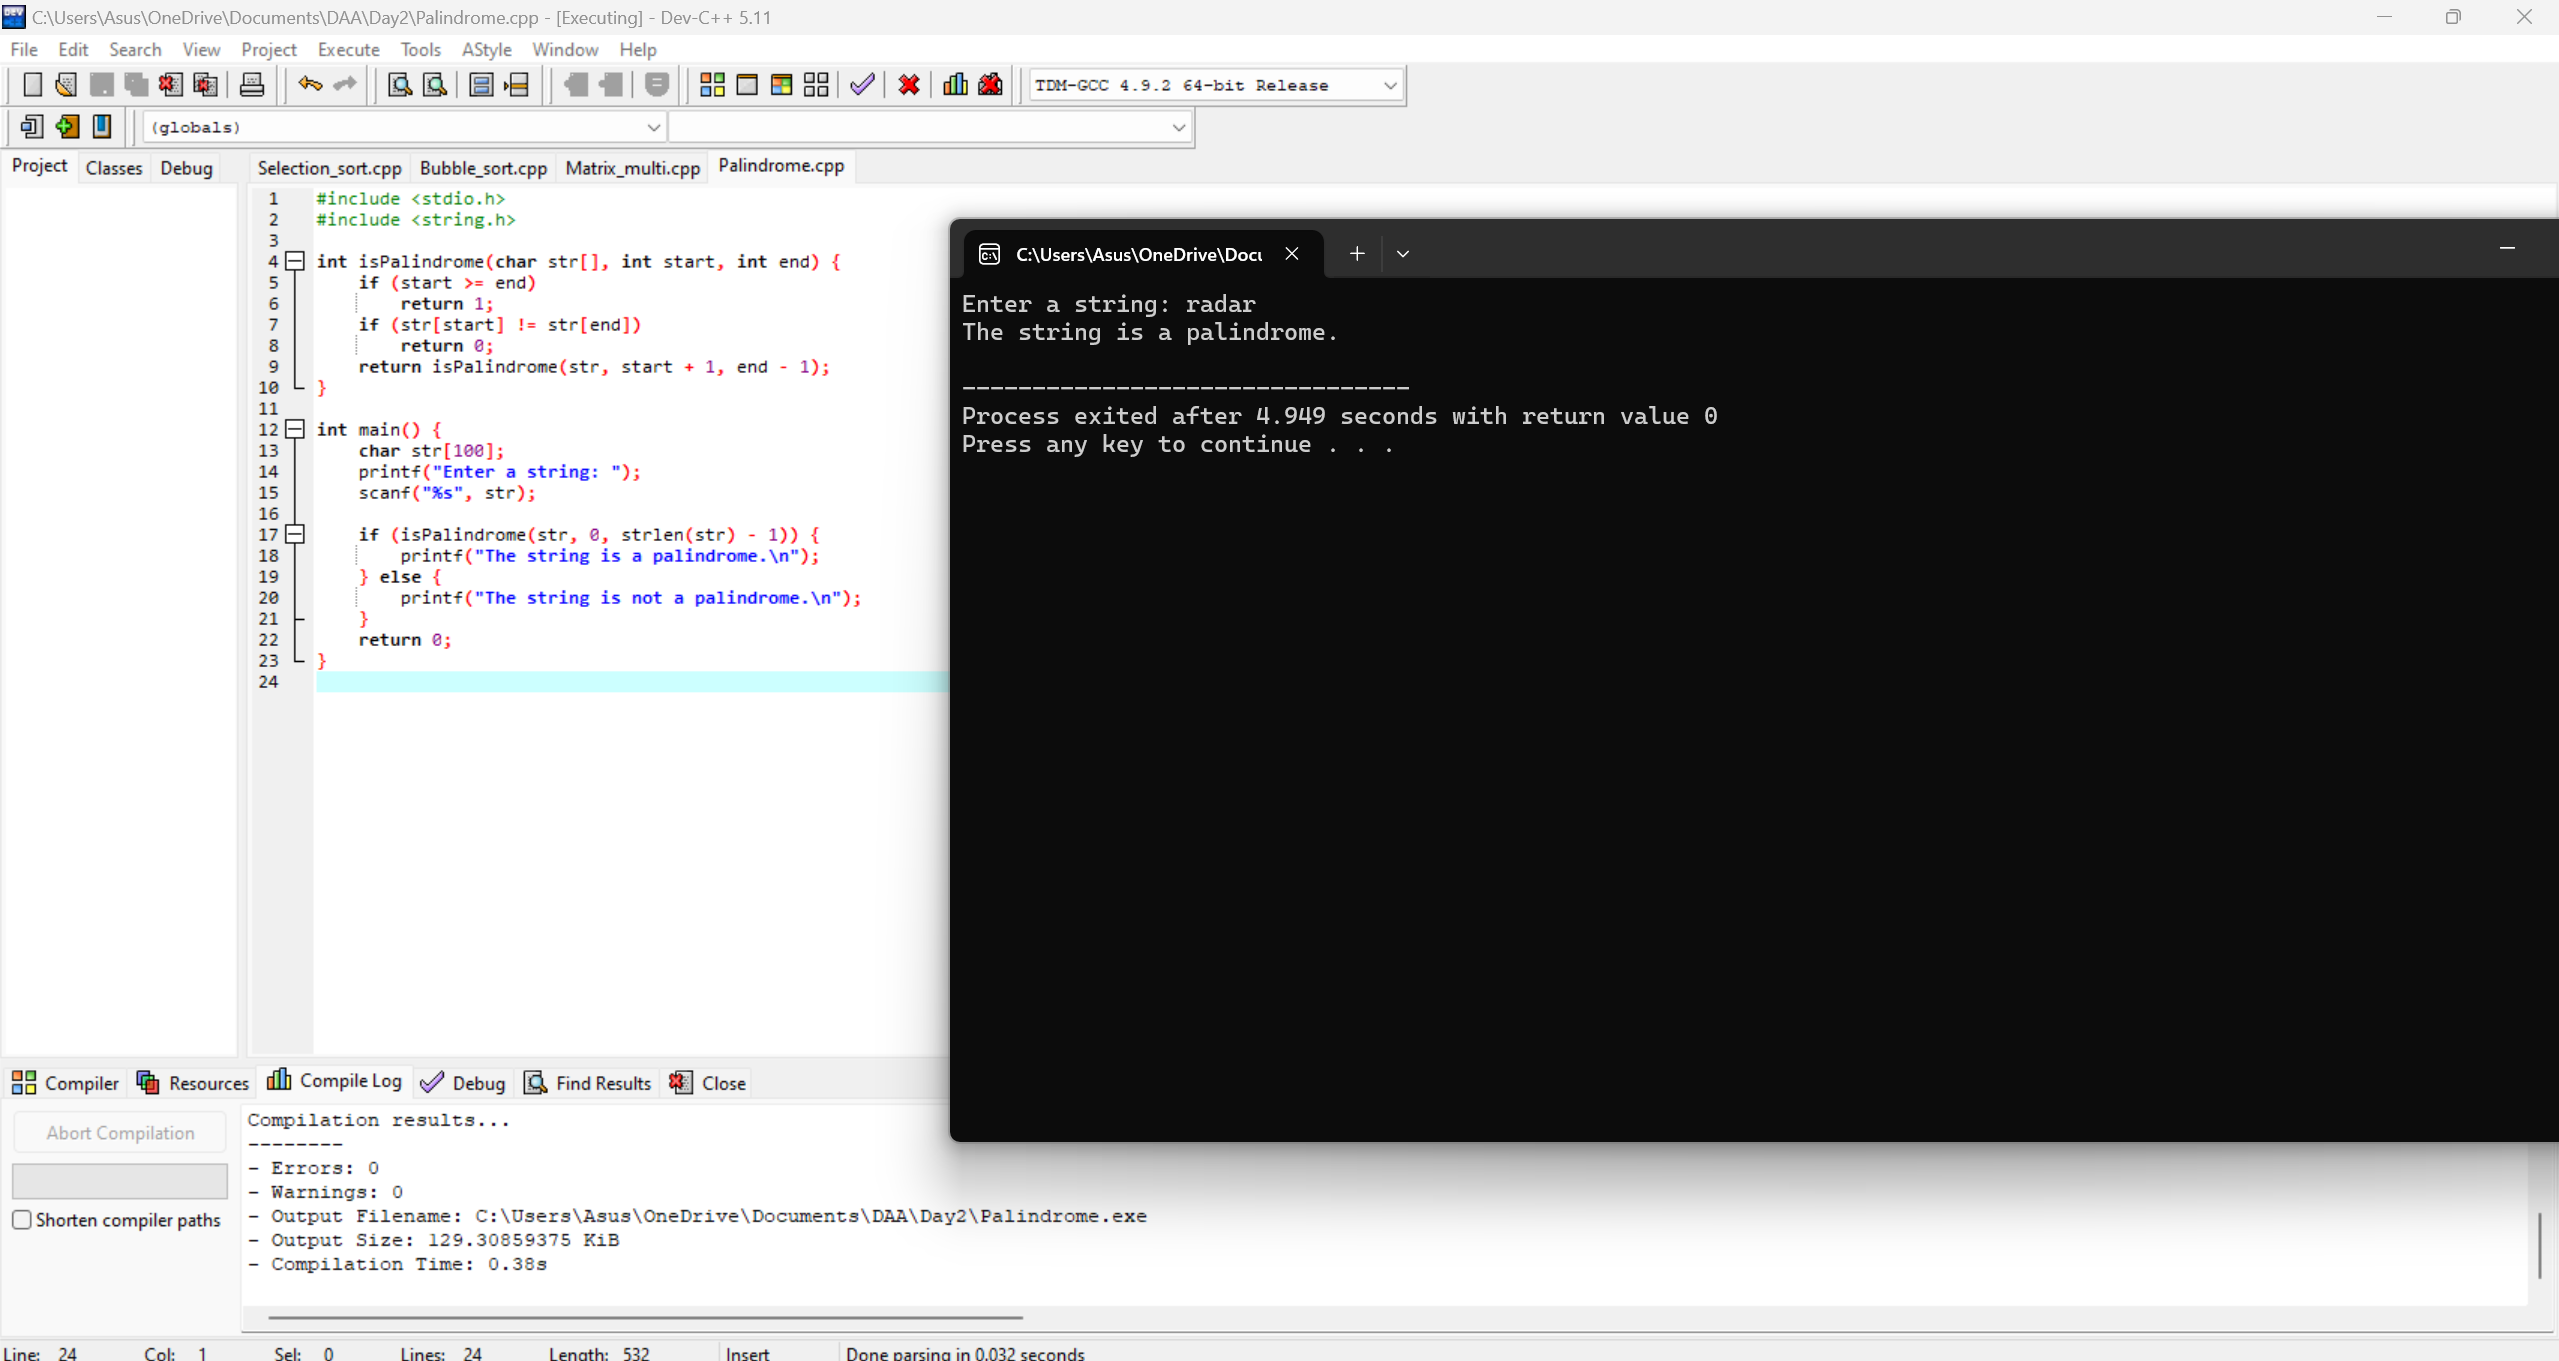 C:\Users\Asus\OneDrive\Documents\DAA\Day2\Palindrome.cpp - [Executing] - Dev-C++ 5.11
File Edit Search View Project Execute Tools AStyle Window Help
TDM-GCC 4.9.2 64-bit Release
(globals)
Project Classes Debug Selection_sort.cpp Bubble_sort.cpp Matrix_multi.cpp Palindrome.cpp
1 #include <stdio.h>
2 #include <string.h>
3
4 int isPalindrome(char str[], int start, int end) {
5     if (start >= end)
6         return 1;
7     if (str[start] != str[end])
8         return 0;
9     return isPalindrome(str, start + 1, end - 1);
10 }
11
12 int main() {
13     char str[100];
14     printf("Enter a string: ");
15     scanf("%s", str);
16
17     if (isPalindrome(str, 0, strlen(str) - 1)) {
18         printf("The string is a palindrome.\n");
19     } else {
20         printf("The string is not a palindrome.\n");
21     }
22     return 0;
23 }
24
C:\Users\Asus\OneDrive\Docu
Enter a string: radar
The string is a palindrome.
--------------------------------
Process exited after 4.949 seconds with return value 0
Press any key to continue . . .
Compiler Resources Compile Log Debug Find Results Close
Abort Compilation
Shorten compiler paths
Compilation results...
--------
- Errors: 0
- Warnings: 0
- Output Filename: C:\Users\Asus\OneDrive\Documents\DAA\Day2\Palindrome.exe
- Output Size: 129.30859375 KiB
- Compilation Time: 0.38s
Line: 24 Col: 1 Sel: 0 Lines: 24 Length: 532 Insert Done parsing in 0.032 seconds